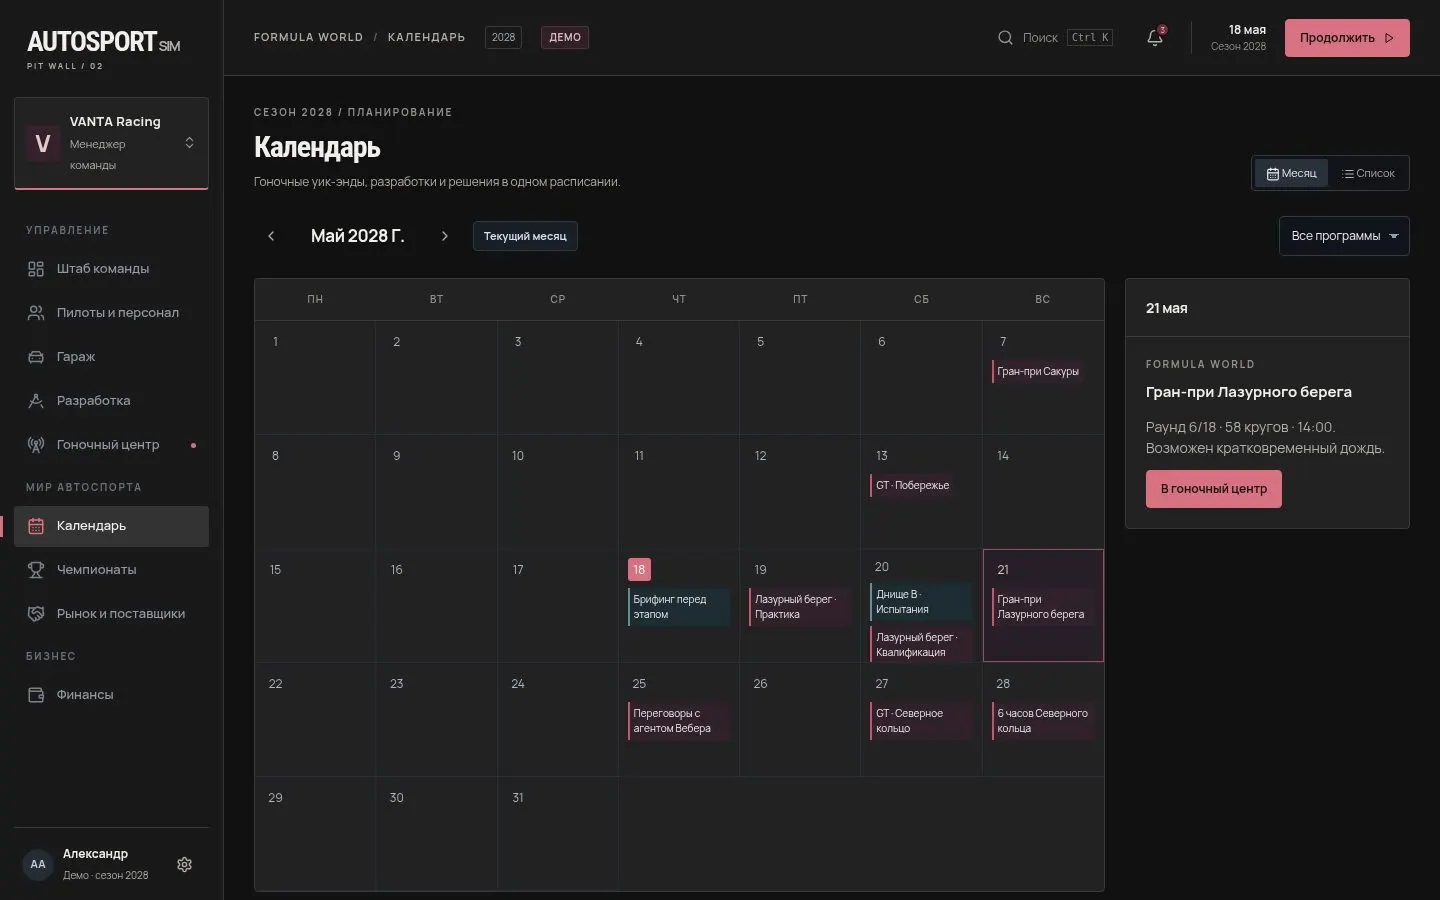 AUTOSPORT SIM
PIT WALL / 02
V
VANTA Racing
Менеджер
команды
УПРАВЛЕНИЕ
Штаб команды
Пилоты и персонал
Гараж
Разработка
Гоночный центр
МИР АВТОСПОРТА
Календарь
Чемпионаты
Рынок и поставщики
БИЗНЕС
Финансы
АА
Александр
Демо · сезон 2028
FORMULA WORLD / КАЛЕНДАРЬ 2028 ДЕМО
Поиск Ctrl K
3
18 мая
Сезон 2028
Продолжить
СЕЗОН 2028 / ПЛАНИРОВАНИЕ
Календарь
Гоночные уик-энды, разработки и решения в одном расписании.
Месяц Список
Май 2028 Г.
Текущий месяц
Все программы
ПН ВТ СР ЧТ ПТ СБ ВС
1 2 3 4 5 6 7
Гран-при Сакуры
8 9 10 11 12 13 14
GT · Побережье
15 16 17 18 19 20 21
Брифинг перед
этапом
Лазурный берег ·
Практика
Днище B ·
Испытания
Лазурный берег ·
Квалификация
Гран-при
Лазурного берега
22 23 24 25 26 27 28
Переговоры с
агентом Вебера
GT · Северное
кольцо
6 часов Северного
кольца
29 30 31
21 мая
FORMULA WORLD
Гран-при Лазурного берега
Раунд 6/18 · 58 кругов · 14:00.
Возможен кратковременный дождь.
В гоночный центр